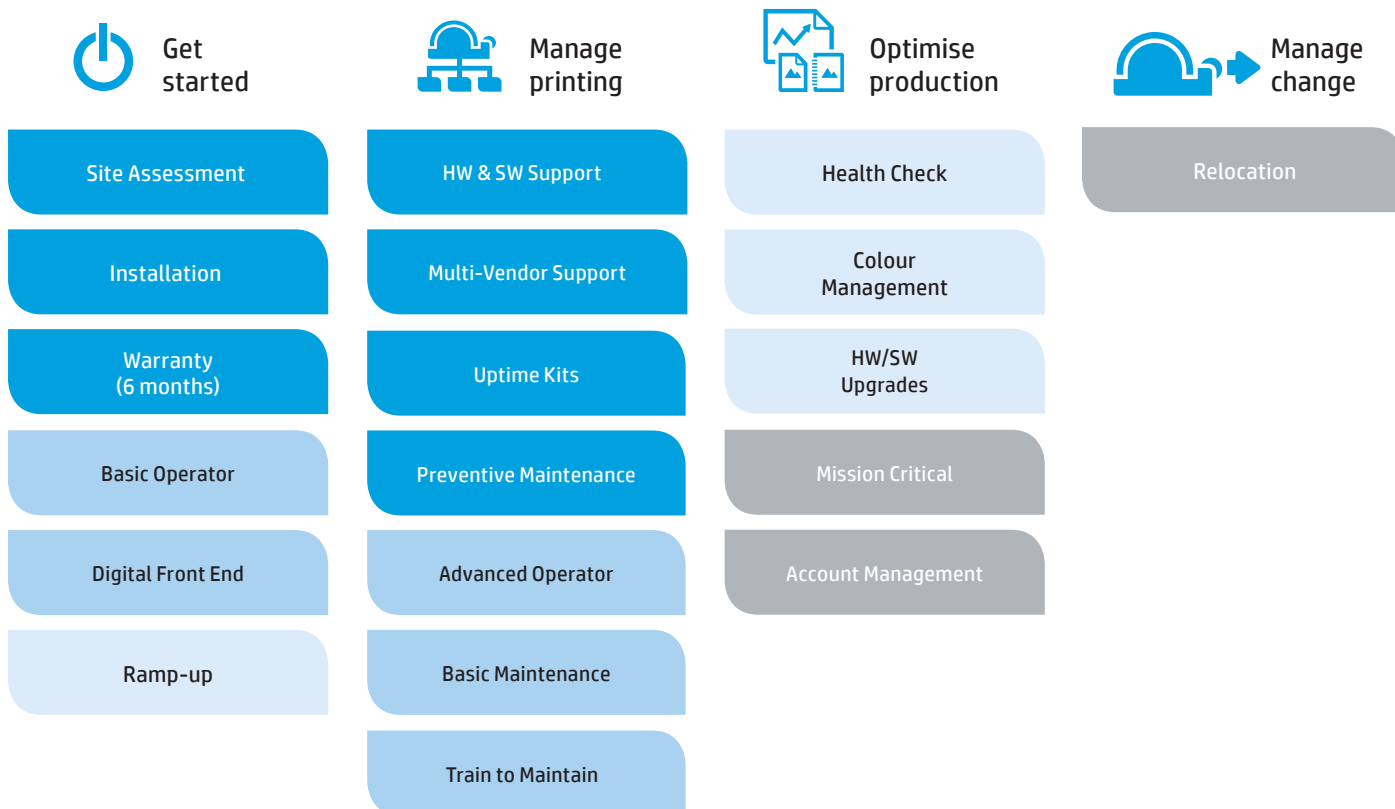 Get
started
Site Assessment
Installation
Warranty
(6 months)
Basic Operator
Digital Front End
Ramp-up
Manage
printing
HW & SW Support
Multi-Vendor Support
Uptime Kits
Preventive Maintenance
Advanced Operator
Basic Maintenance
Train to Maintain
Optimise
production
Health Check
Colour
Management
HW/SW
Upgrades
Mission Critical
Account Management
Manage
change
Relocation